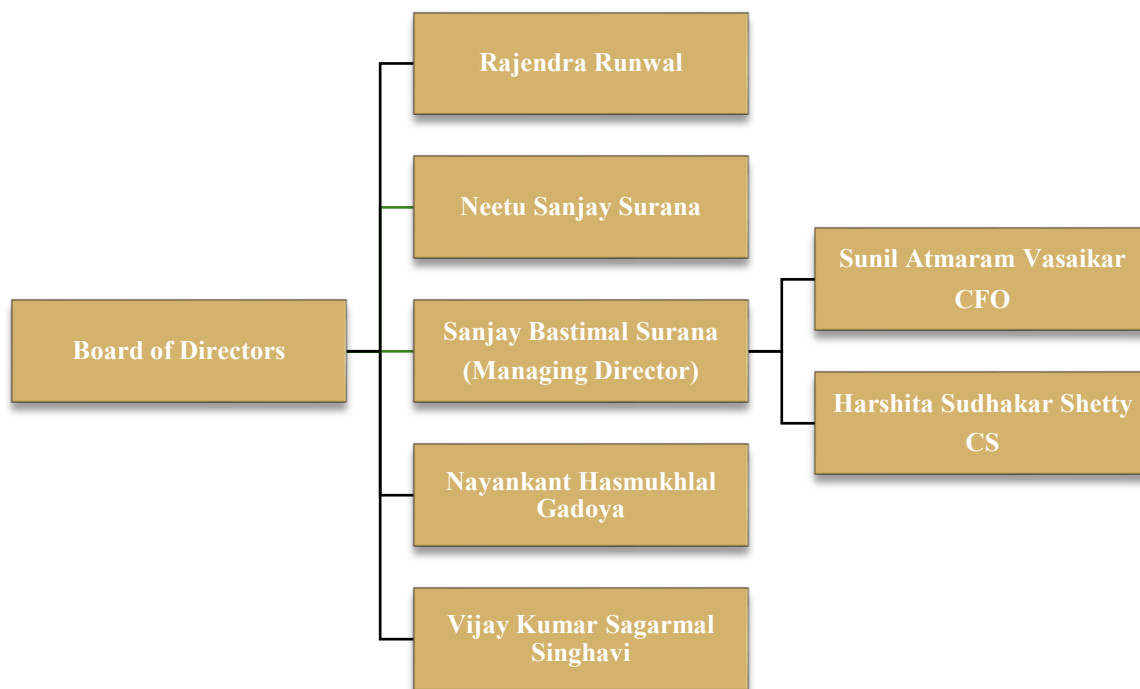 Rajendra Runwal
Neetu Sanjay Surana
Sunil Atmaram Vasaikar
CFO
Board of Directors
Sanjay Bastimal Surana
(Managing Director)
Harshita Sudhakar Shetty
CS
Nayankant Hasmukhlal
Gadoya
Vijay Kumar Sagarmal
Singhavi